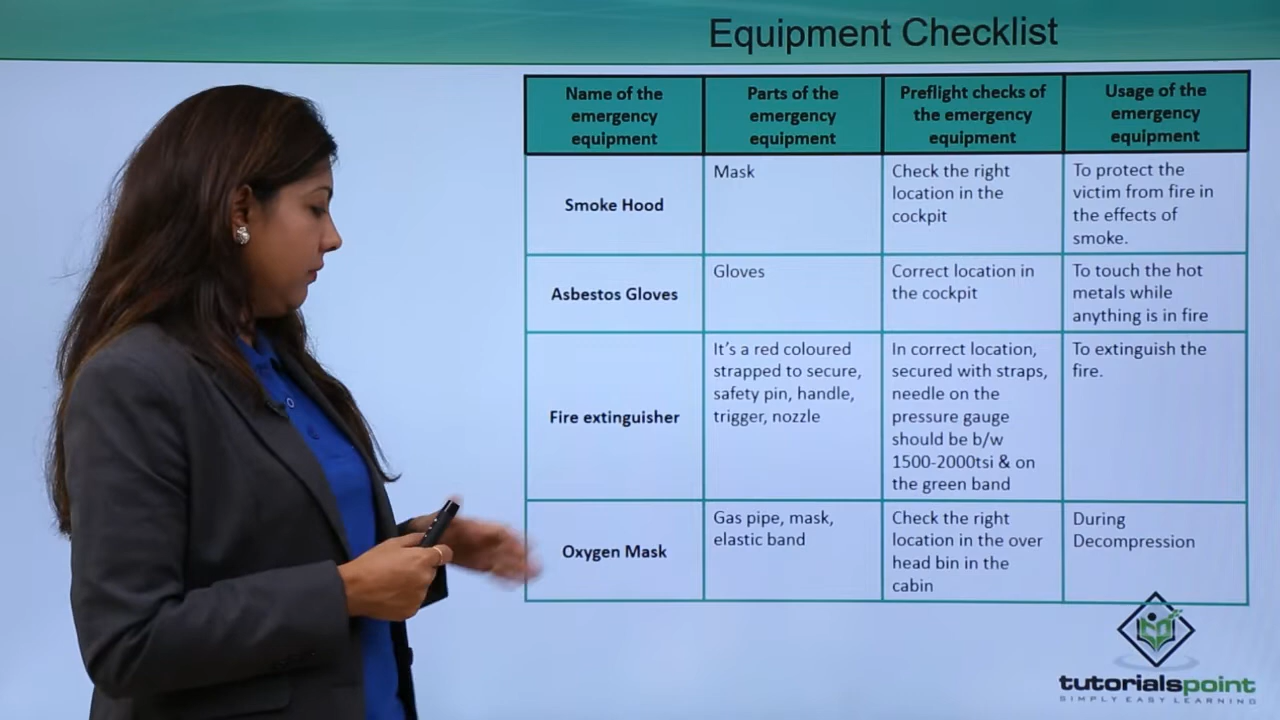 Equipment Checklist
Name of the
emergency
equipment
Parts of the
emergency
equipment
Preflight checks of
the emergency
equipment
Usage of the
emergency
equipment
Smoke Hood
Mask
Check the right
location in the
cockpit
To protect the
victim from fire in
the effects of
smoke.
Asbestos Gloves
Gloves
Correct location in
the cockpit
To touch the hot
metals while
anything is in fire
Fire extinguisher
It's a red coloured
strapped to secure,
safety pin, handle,
trigger, nozzle
In correct location,
secured with straps,
needle on the
pressure gauge
should be b/w
1500-2000tsi & on
the green band
To extinguish the
fire.
Oxygen Mask
Gas pipe, mask,
elastic band
Check the right
location in the over
head bin in the
cabin
During
Decompression
tutorialspoint
SIMPLY EASY LEARNING